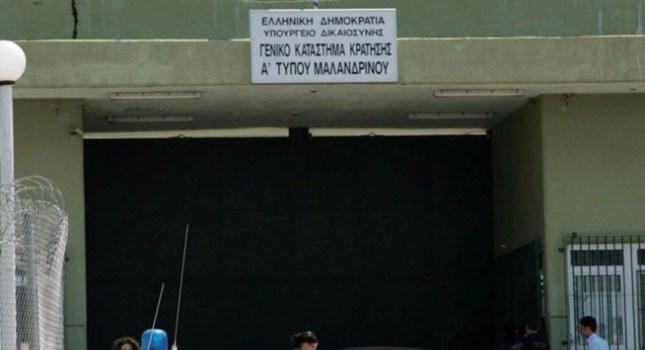 ΕΛΛΗΝΙΚΗ ΔΗΜΟΚΡΑΤΙΑ
ΥΠΟΥΡΓΕΙΟ ΔΙΚΑΙΟΣΥΝΗΣ
ΓΕΝΙΚΟ ΚΑΤΑΣΤΗΜΑ ΚΡΑΤΗΣΗΣ
Α' ΤΥΠΟΥ ΜΑΛΑΝΔΡΙΝΟΥ